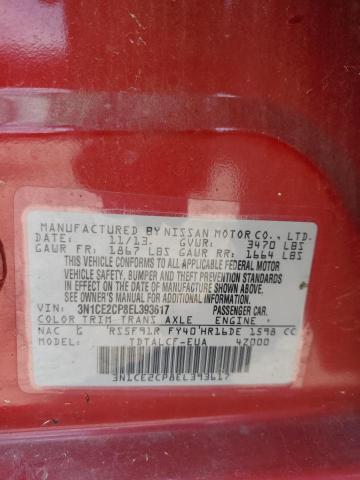 MANUFACTURED BY NISSAN MOTOR CO., LTD.
DATE: 11/13. GVWR: 3470 LBS
GAWR FR: 1867 LBS GAWR RR: 1664 LBS
THIS VEHICLE CONFORMS TO ALL APPLICABLE FEDERAL MOTOR
VEHICLE SAFETY, BUMPER AND THEFT PREVENTION STANDARDS
IN EFFECT ON THE DATE OF MANUFACTURE SHOWN ABOVE.
SEE OWNER'S MANUAL FOR ADDITIONAL INFORMATION.
VIN: 3N1CE2CP8EL393617 PASSENGER CAR.
COLOR TRIM TRANS AXLE ENGINE
NAC G RS5F91R FY40 HR16DE 1598 CC
MODEL TDTALCF-EUA 4Z000
3N1CE2CP8EL393617